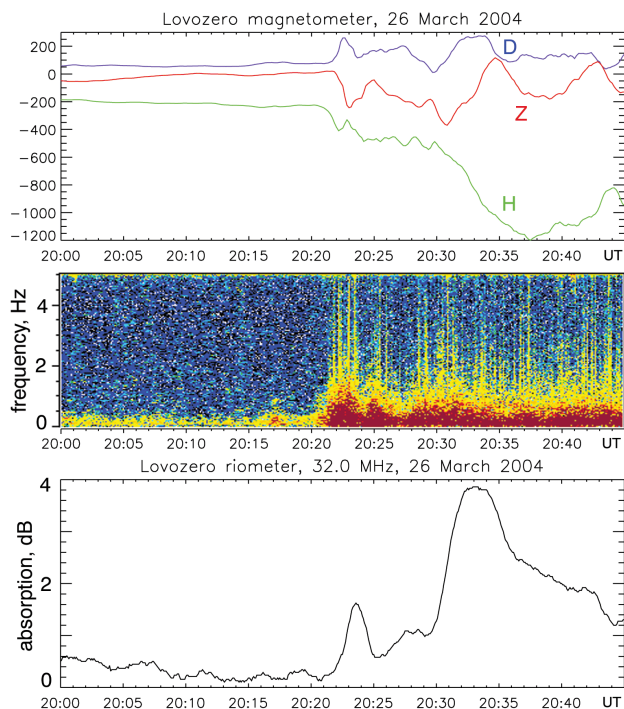 Lovozero magnetometer, 26 March 2004
200
0
-200
-400
-600
-800
-1000
-1200
D
Z
H
20:00 20:05 20:10 20:15 20:20 20:25 20:30 20:35 20:40 UT
frequency, Hz
4
2
0
20:00 20:05 20:10 20:15 20:20 20:25 20:30 20:35 20:40 UT
Lovozero riometer, 32.0 MHz, 26 March 2004
absorption, dB
4
2
0
20:00 20:05 20:10 20:15 20:20 20:25 20:30 20:35 20:40 UT